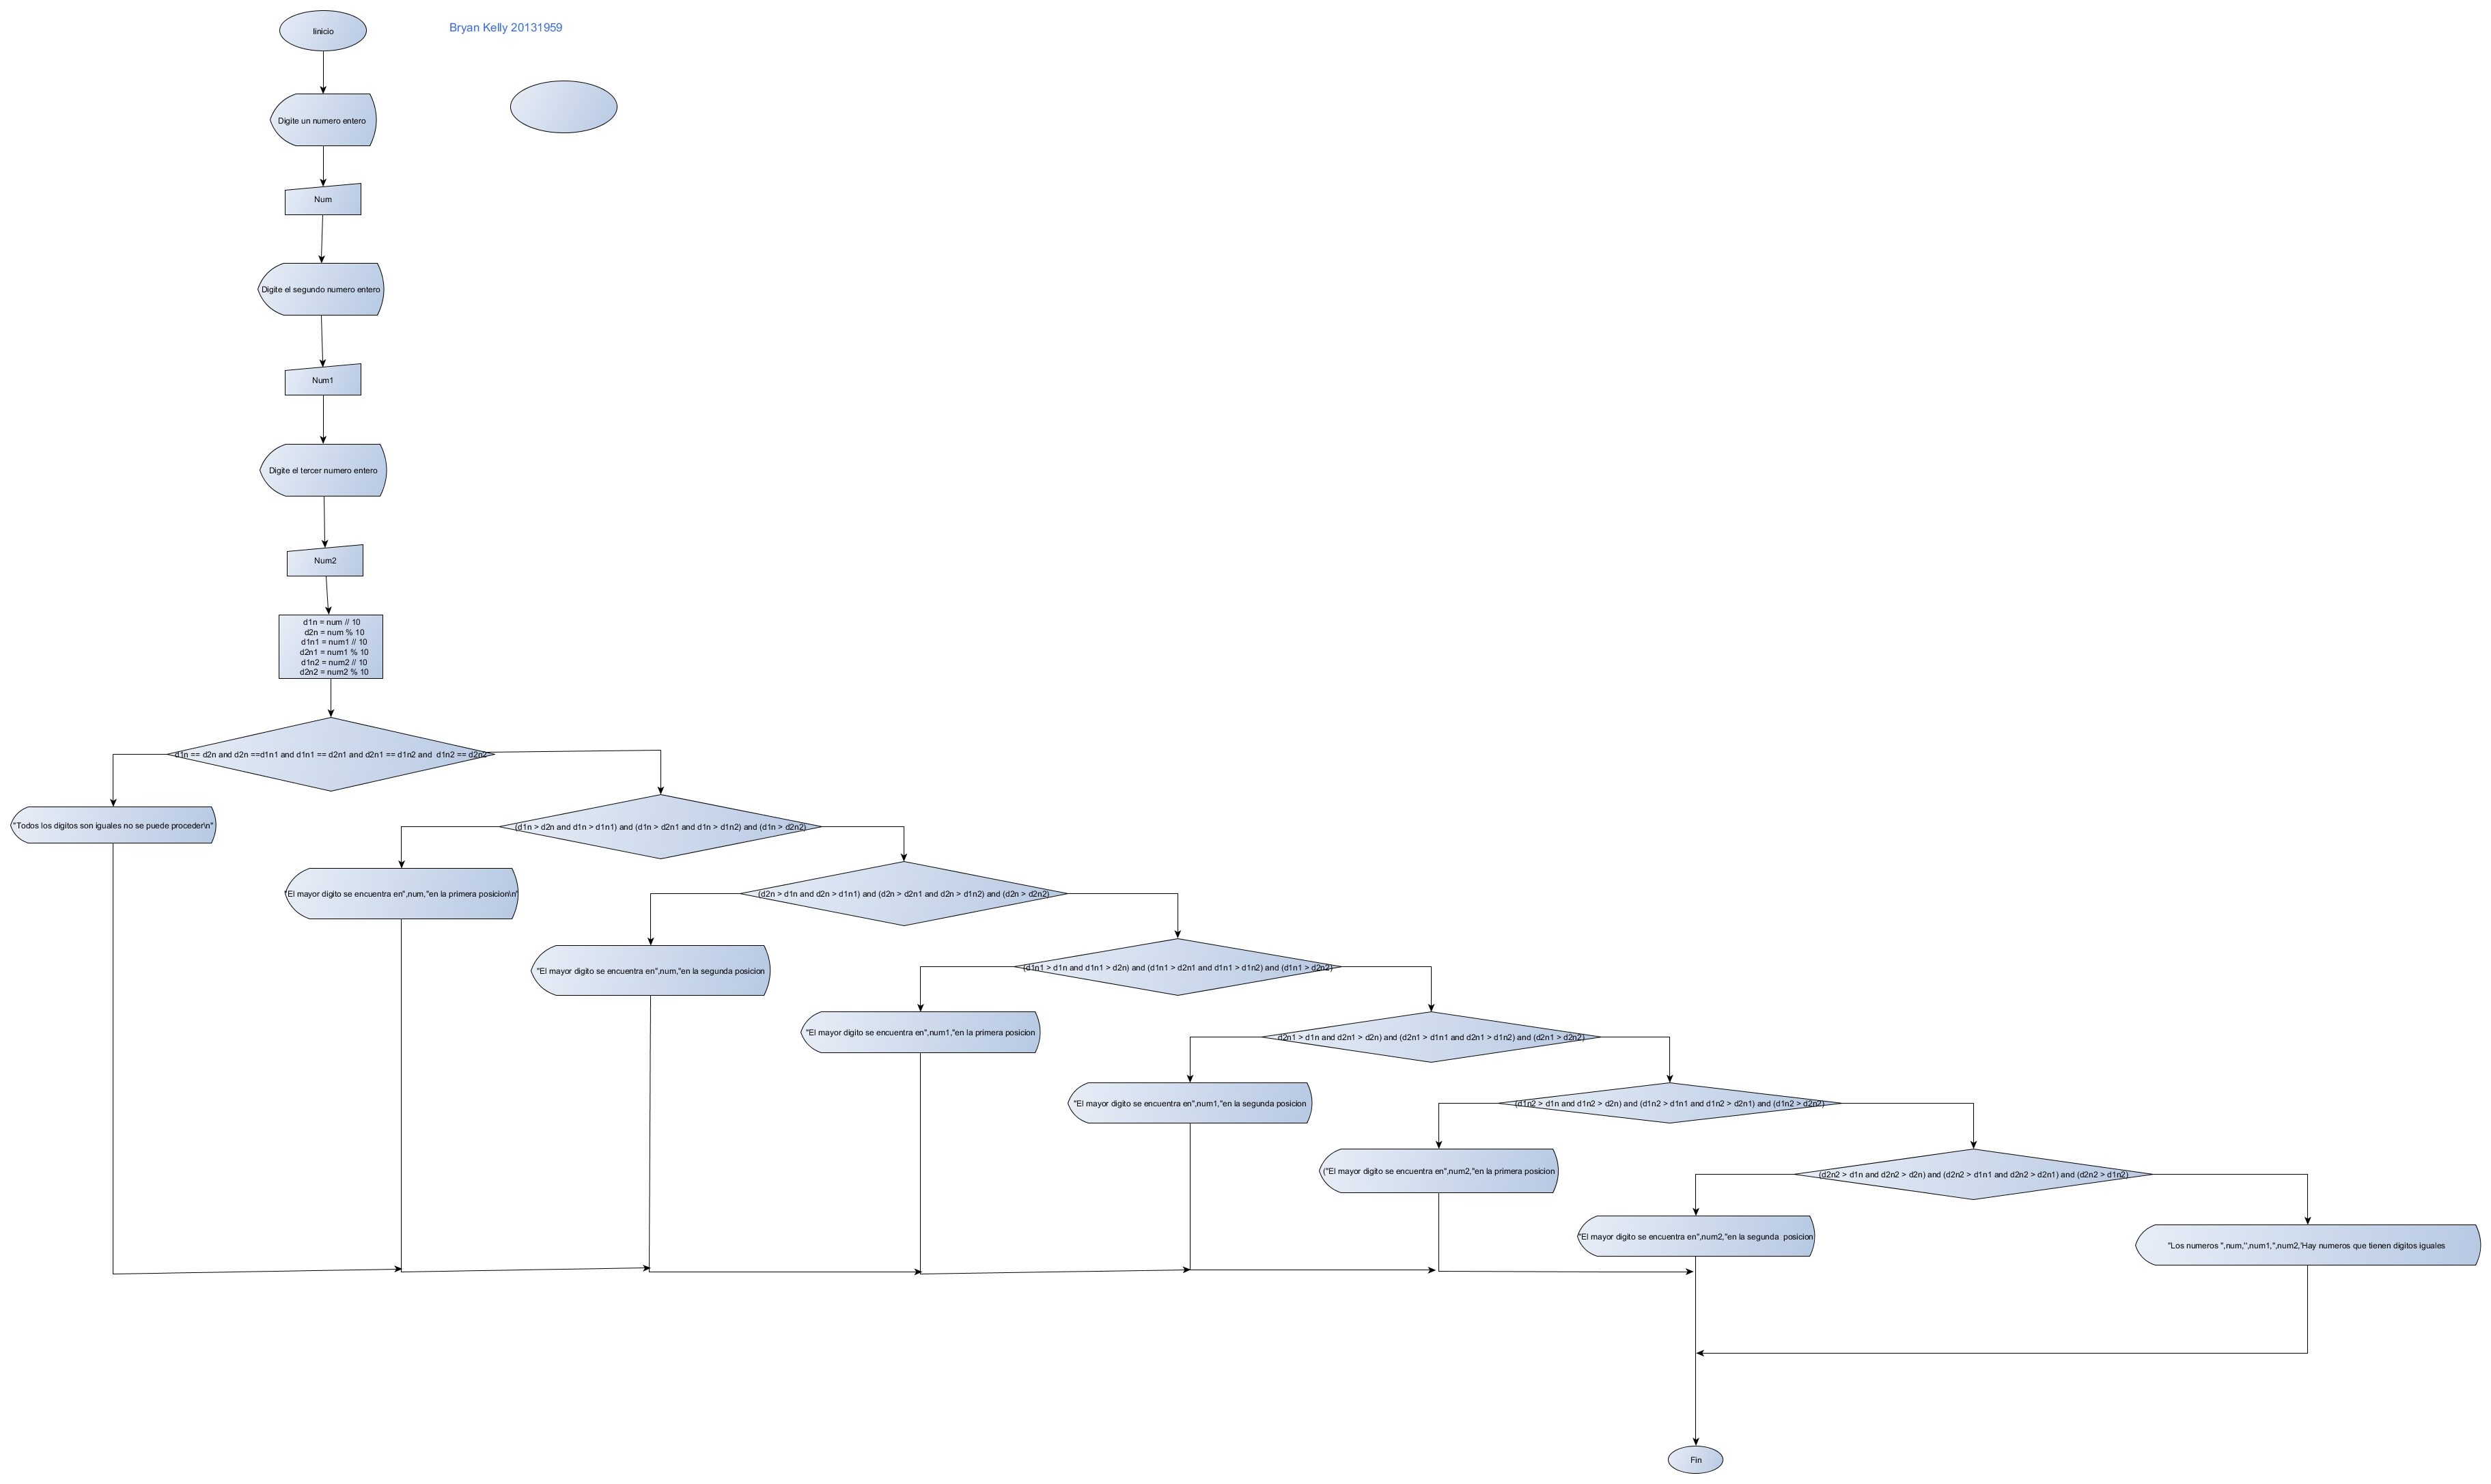 Iinicio
Bryan Kelly 20131959
Digite un numero entero
Num
Digite el segundo numero entero
Num1
Digite el tercer numero entero
Num2
d1n = num // 10
d2n = num % 10
d1n1 = num1 // 10
d2n1 = num1 % 10
d1n2 = num2 // 10
d2n2 = num2 % 10
d1n == d2n and d2n ==d1n1 and d1n1 == d2n1 and d2n1 == d1n2 and  d1n2 == d2n2
"Todos los digitos son iguales no se puede proceder\n"
(d1n > d2n and d1n > d1n1) and (d1n > d2n1 and d1n > d1n2) and (d1n > d2n2)
"El mayor digito se encuentra en",num,"en la primera posicion\n"
(d2n > d1n and d2n > d1n1) and (d2n > d2n1 and d2n > d1n2) and (d2n > d2n2)
"El mayor digito se encuentra en",num,"en la segunda posicion
(d1n1 > d1n and d1n1 > d2n) and (d1n1 > d2n1 and d1n1 > d1n2) and (d1n1 > d2n2)
"El mayor digito se encuentra en",num1,"en la primera posicion
d2n1 > d1n and d2n1 > d2n) and (d2n1 > d1n1 and d2n1 > d1n2) and (d2n1 > d2n2)
"El mayor digito se encuentra en",num1,"en la segunda posicion
(d1n2 > d1n and d1n2 > d2n) and (d1n2 > d1n1 and d1n2 > d2n1) and (d1n2 > d2n2)
("El mayor digito se encuentra en",num2,"en la primera posicion
(d2n2 > d1n and d2n2 > d2n) and (d2n2 > d1n1 and d2n2 > d2n1) and (d2n2 > d1n2)
"El mayor digito se encuentra en",num2,"en la segunda  posicion
"Los numeros ",num,'',num1,'',num2,'Hay numeros que tienen digitos iguales
Fin